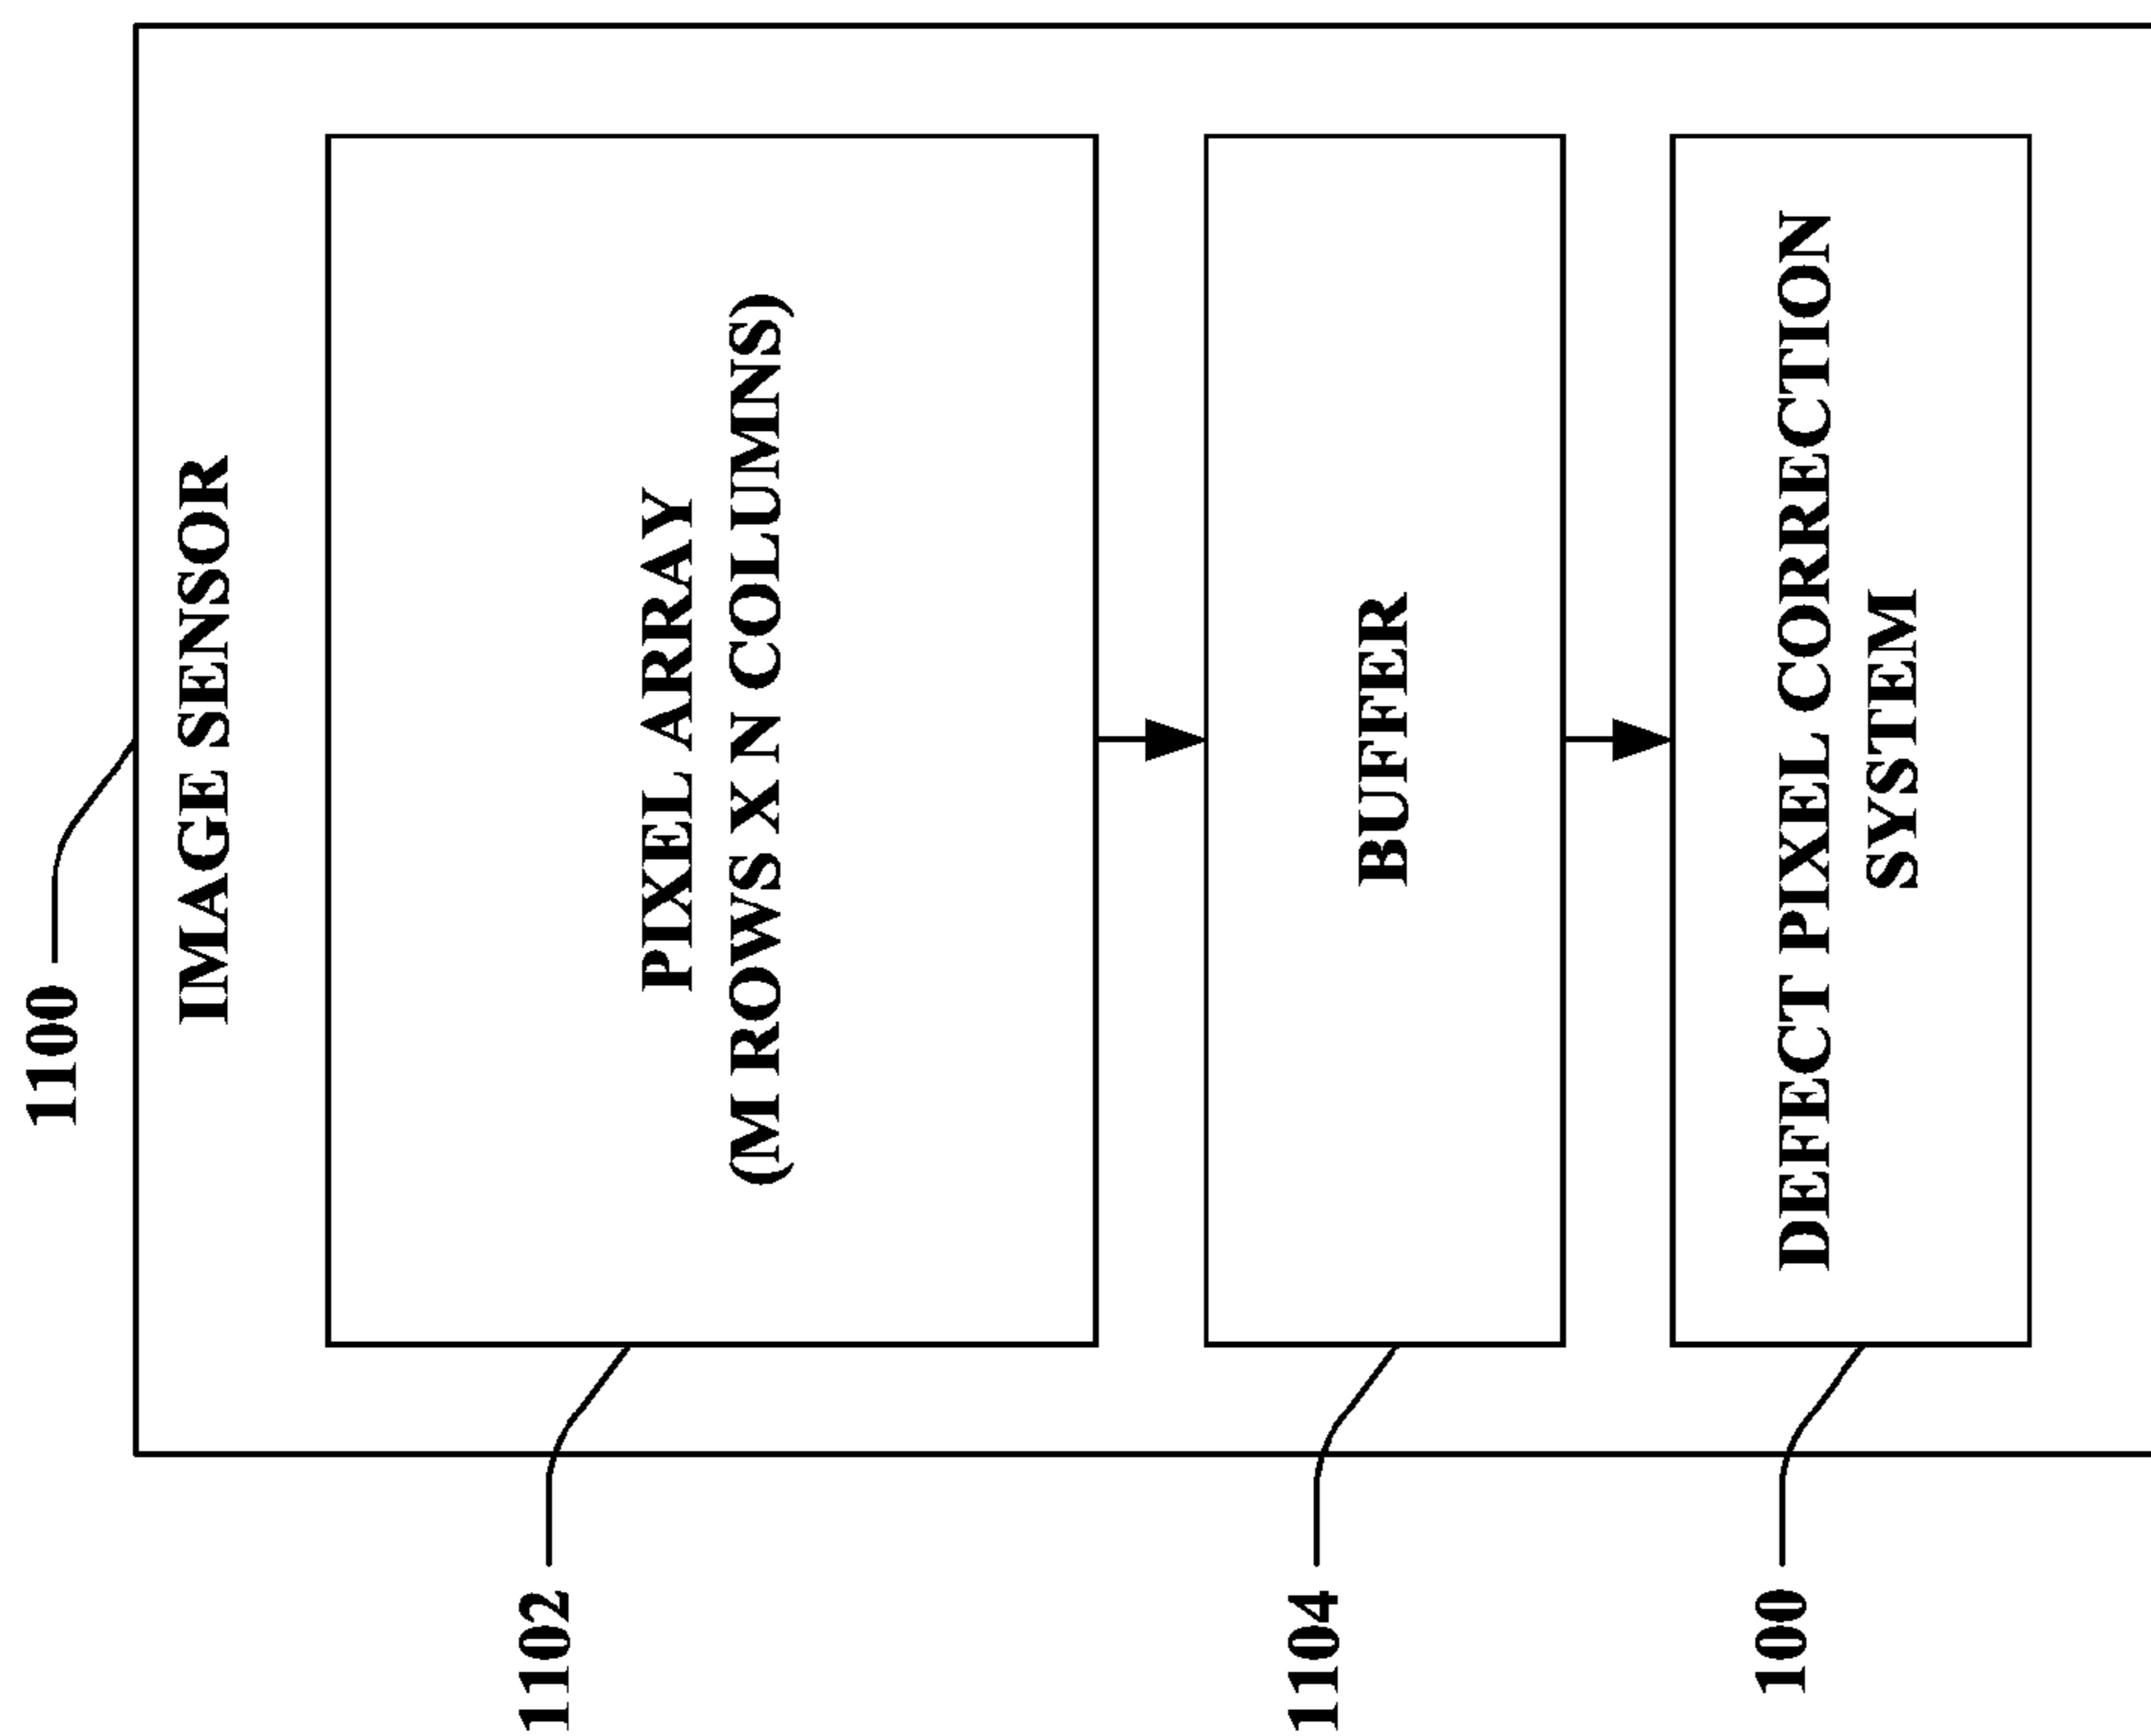 1100
IMAGE SENSOR
1102
PIXEL ARRAY
(M ROWS X N COLUMNS)
1104
BUFFER
100
DEFECT PIXEL CORRECTION
SYSTEM